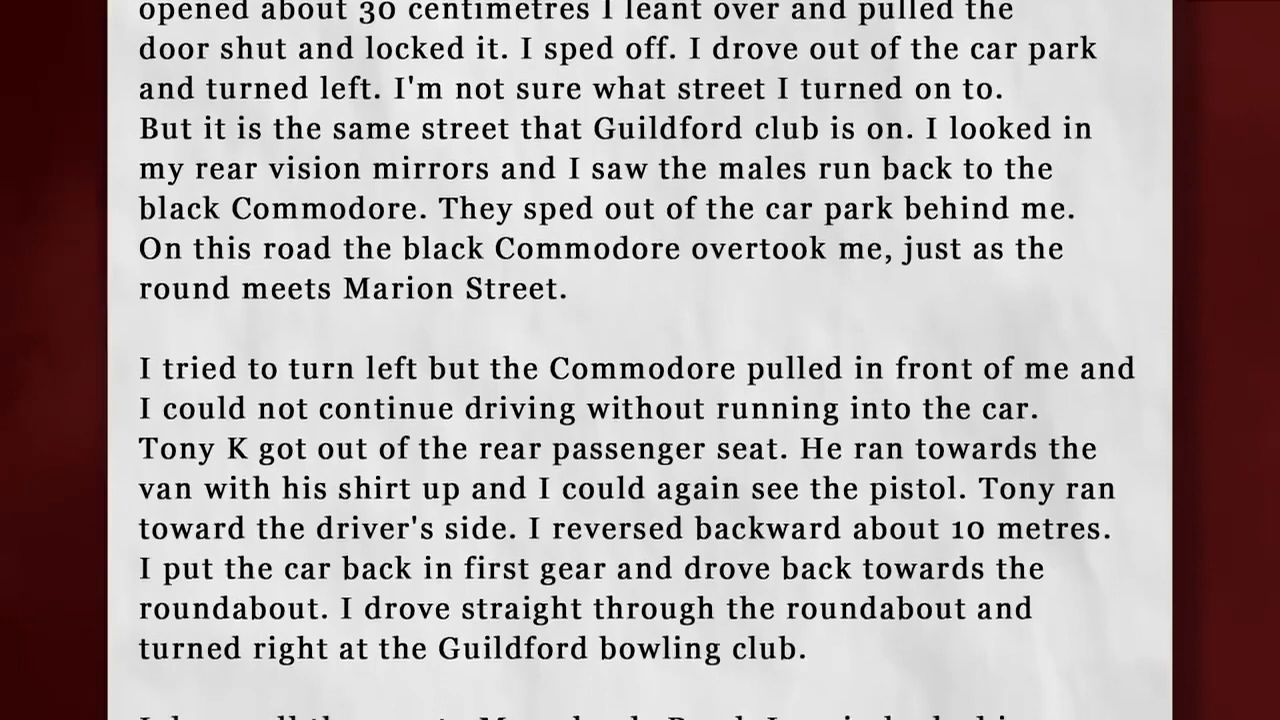 opened about 30 centimetres I leant over and pulled the
door shut and locked it. I sped off. I drove out of the car park
and turned left. I'm not sure what street I turned on to.
But it is the same street that Guildford club is on. I looked in
my rear vision mirrors and I saw the males run back to the
black Commodore. They sped out of the car park behind me.
On this road the black Commodore overtook me, just as the
round meets Marion Street.
I tried to turn left but the Commodore pulled in front of me and
I could not continue driving without running into the car.
Tony K got out of the rear passenger seat. He ran towards the
van with his shirt up and I could again see the pistol. Tony ran
toward the driver's side. I reversed backward about 10 metres.
I put the car back in first gear and drove back towards the
roundabout. I drove straight through the roundabout and
turned right at the Guildford bowling club.